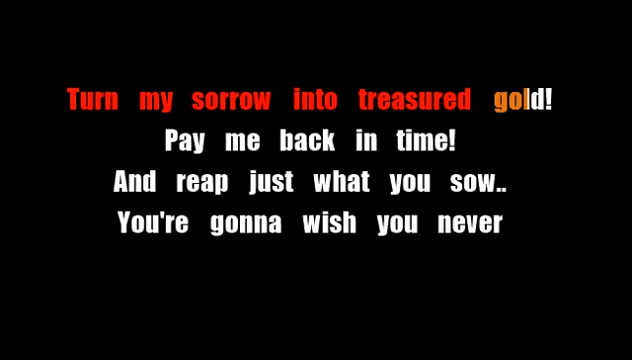 Turn my sorrow into treasured gold!
Pay me back in time!
And reap just what you sow..
You're gonna wish you never